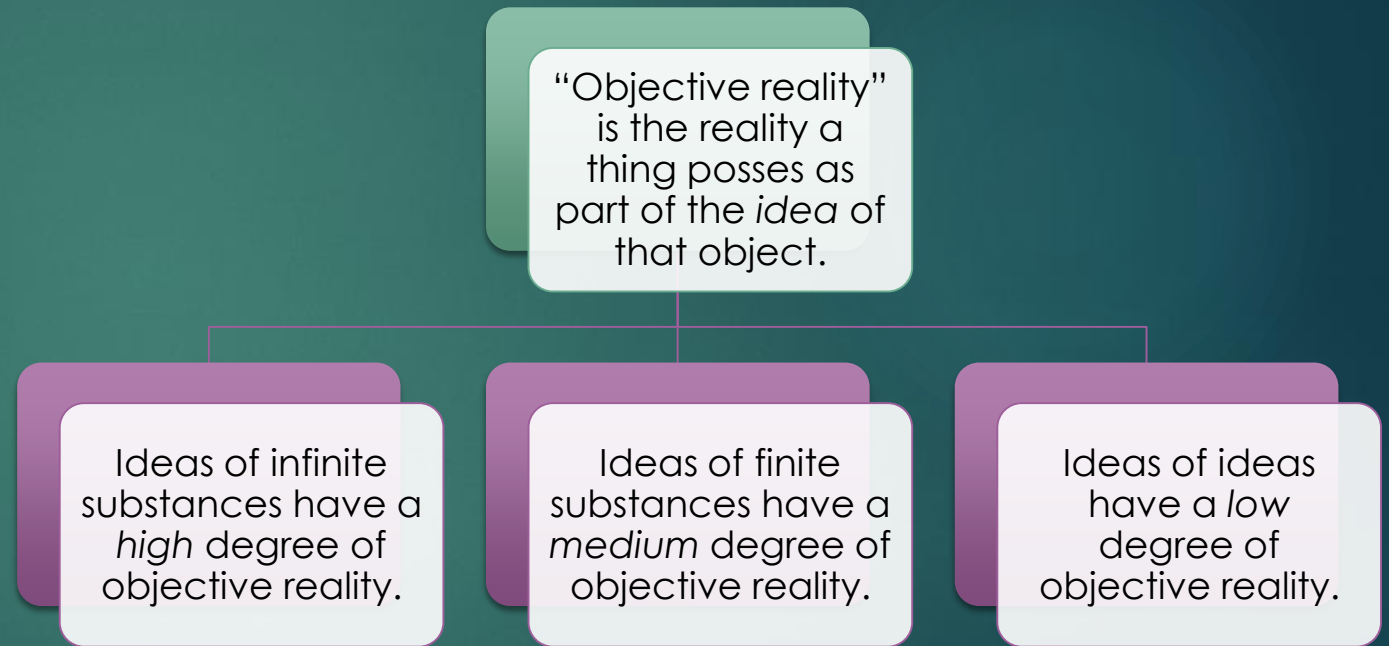 “Objective reality”
is the reality a
thing posses as
part of the idea of
that object.
Ideas of infinite
substances have a
high degree of
objective reality.
Ideas of finite
substances have a
medium degree of
objective reality.
Ideas of ideas
have a low
degree of
objective reality.